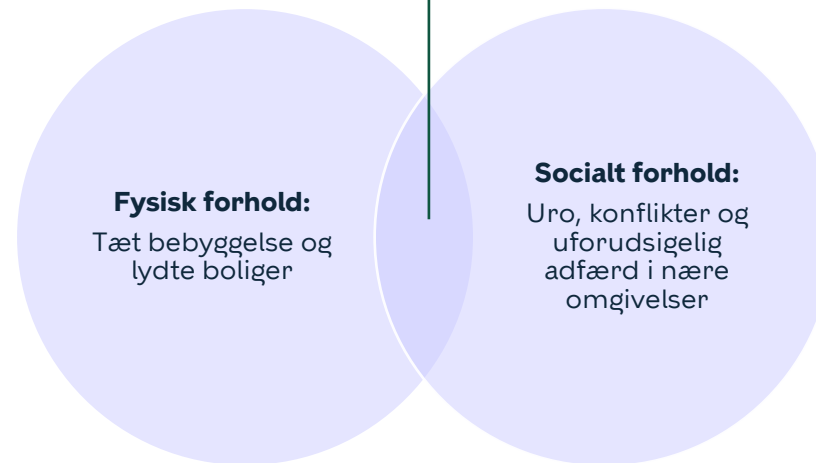 Fysisk forhold:
Tæt bebyggelse og
lydte boliger
Socialt forhold:
Uro, konflikter og
uforudsigelig
adfærd i nære
omgivelser